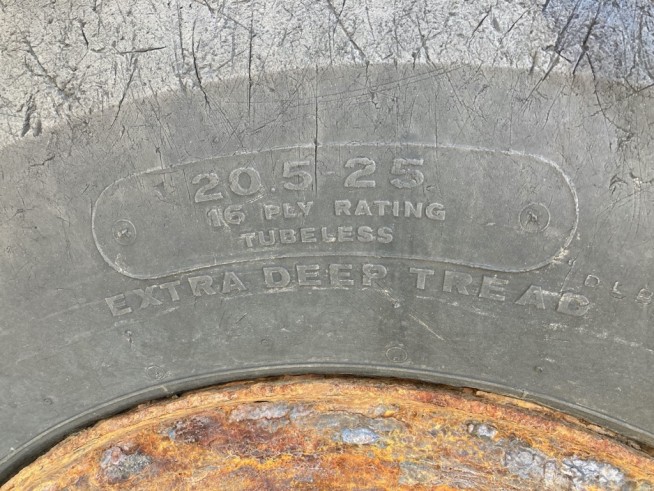 20.5-25
16 PLY RATING
TUBELESS
EXTRA DEEP TREAD